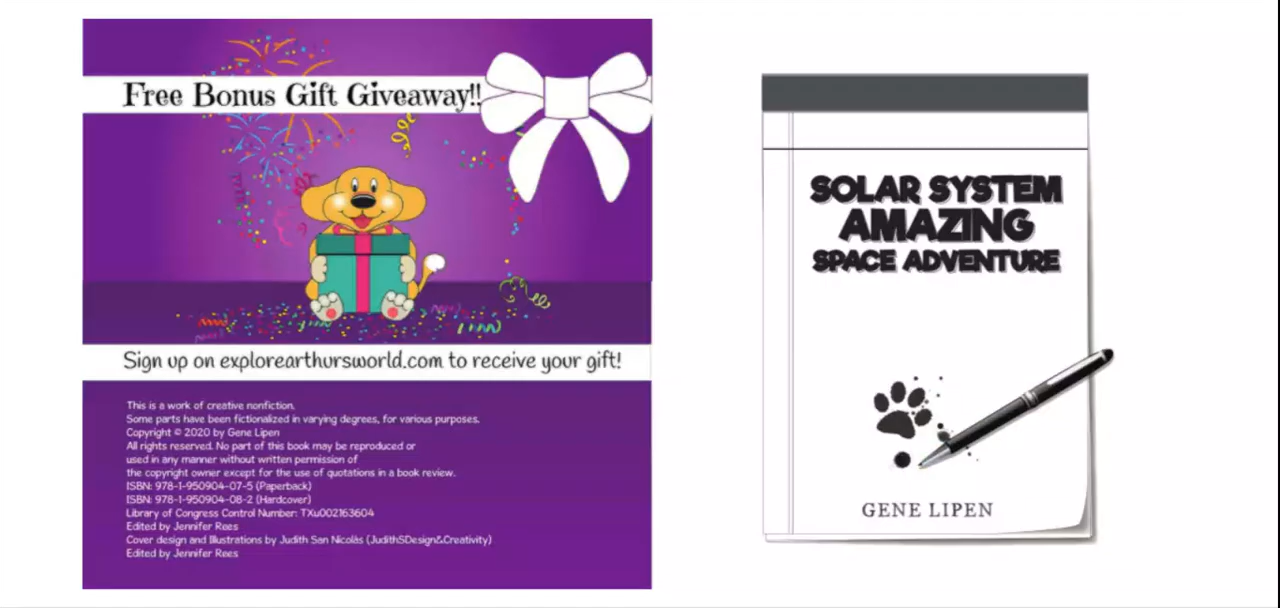 Free Bonus Gift Giveaway!!
Sign up on explorearthursworld.com to receive your gift!
This is a work of creative nonfiction.
Some parts have been fictionalized in varying degrees, for various purposes.
Copyright © 2020 by Gene Lipen
All rights reserved. No part of this book may be reproduced or
used in any manner without written permission of
the copyright owner except for the use of quotations in a book review.
ISBN: 978-1-950904-07-5 (Paperback)
ISBN: 978-1-950904-08-2 (Hardcover)
Library of Congress Control Number: TXu002163604
Edited by Jennifer Rees
Cover design and Illustrations by Judith San Nicolás (JudithSDesign&Creativity)
Edited by Jennifer Rees
SOLAR SYSTEM
AMAZING
SPACE ADVENTURE
GENE LIPEN